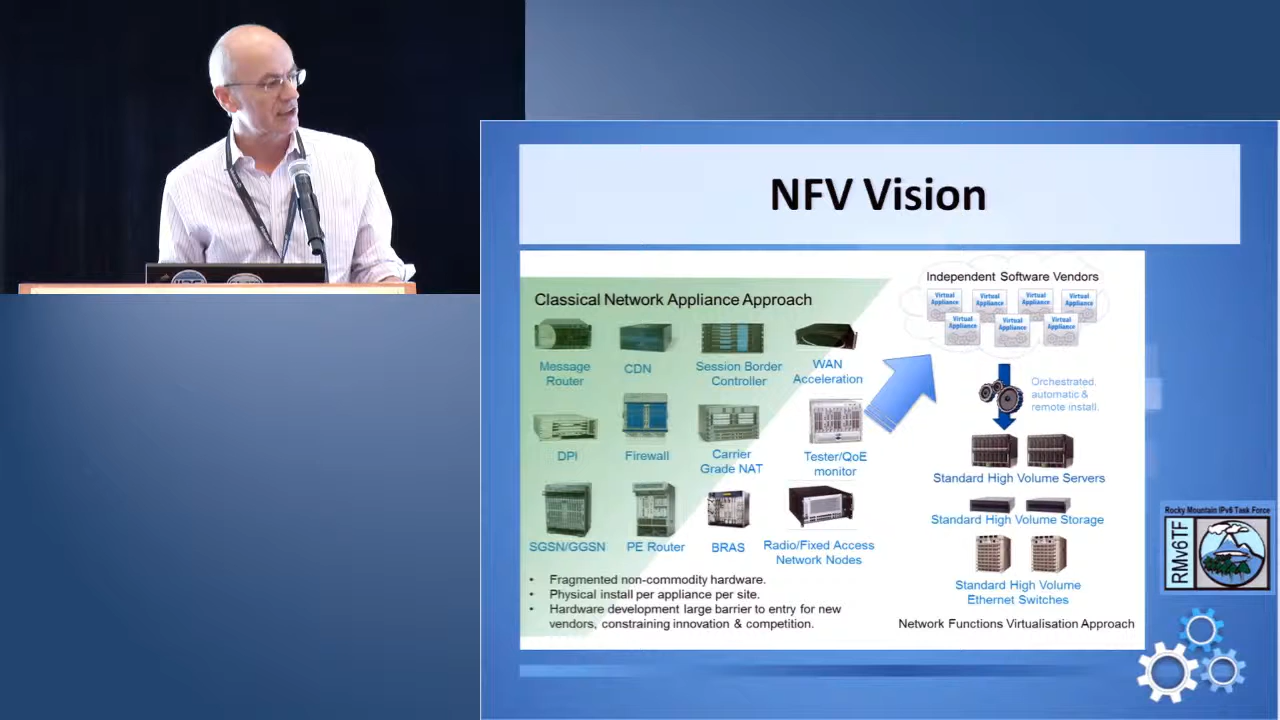 NFV Vision
Classical Network Appliance Approach
Message
Router
CDN
Session Border
Controller
WAN
Acceleration
DPI
Firewall
Carrier
Grade NAT
Tester/QoE
monitor
SGSN/GGSN
PE Router
BRAS
Radio/Fixed Access
Network Nodes
• Fragmented non-commodity hardware.
• Physical install per appliance per site.
• Hardware development large barrier to entry for new
vendors, constraining innovation & competition.
Independent Software Vendors
Virtual
Appliance
Virtual
Appliance
Virtual
Appliance
Virtual
Appliance
Virtual
Appliance
Virtual
Appliance
Virtual
Appliance
Orchestrated,
automatic &
remote install.
Standard High Volume Servers
Standard High Volume Storage
Standard High Volume
Ethernet Switches
Network Functions Virtualisation Approach
Rocky Mountain IPv6 Task Force
RMv6TF